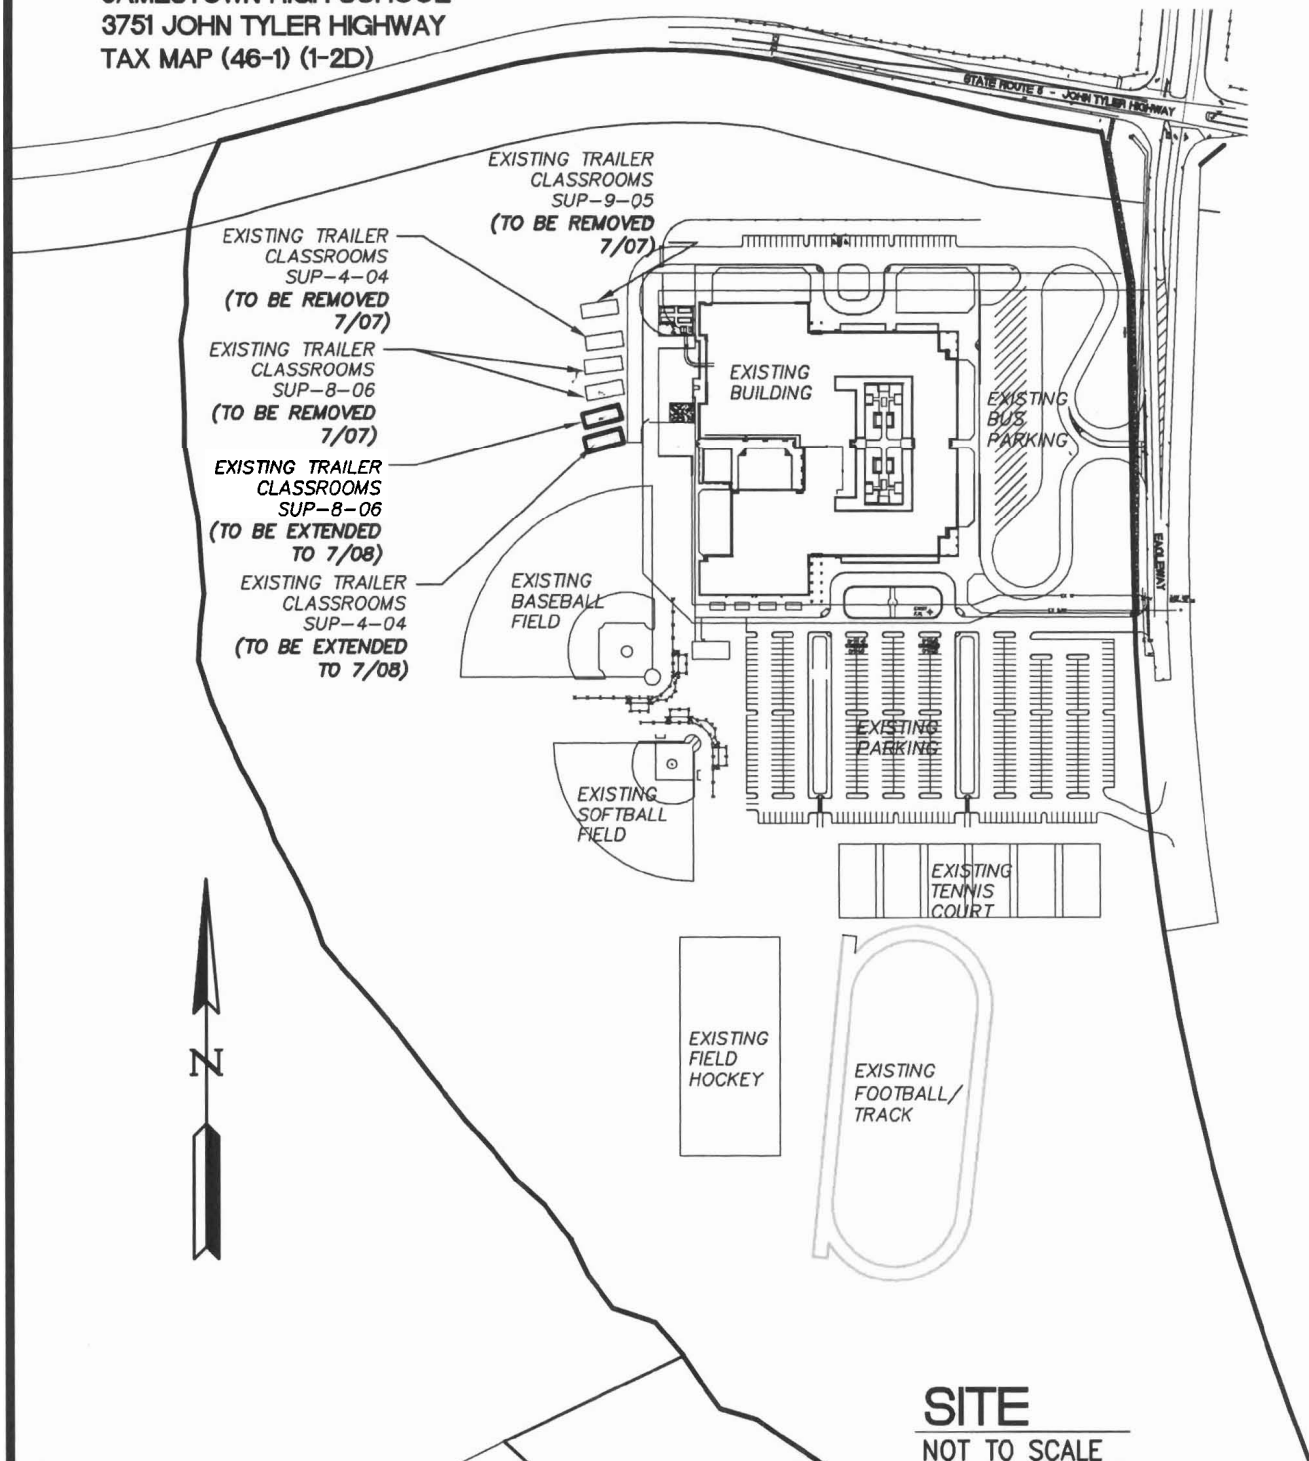 JAMESTOWN HIGH SCHOOL
3751 JOHN TYLER HIGHWAY
TAX MAP (46-1) (1-2D)
STATE ROUTE 5 - JOHN TYLER HIGHWAY
EXISTING TRAILER
CLASSROOMS
SUP-9-05
(TO BE REMOVED
7/07)
EXISTING TRAILER
CLASSROOMS
SUP-4-04
(TO BE REMOVED
7/07)
EXISTING TRAILER
CLASSROOMS
SUP-8-06
(TO BE REMOVED
7/07)
EXISTING TRAILER
CLASSROOMS
SUP-8-06
(TO BE EXTENDED
TO 7/08)
EXISTING TRAILER
CLASSROOMS
SUP-4-04
(TO BE EXTENDED
TO 7/08)
EXISTING
BUILDING
EXISTING
BUS
PARKING
EAGLEWAY
EXISTING
BASEBALL
FIELD
EXISTING
PARKING
EXISTING
SOFTBALL
FIELD
EXISTING
TENNIS
COURT
EXISTING
FIELD
HOCKEY
EXISTING
FOOTBALL/
TRACK
N
SITE
NOT TO SCALE